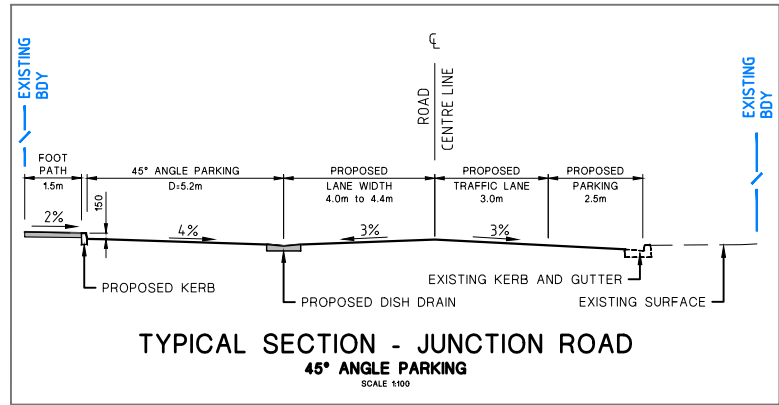 EXISTING
BDY
℄
ROAD
CENTRE LINE
EXISTING
BDY
FOOT
PATH
1.5m
45° ANGLE PARKING
D=5.2m
PROPOSED
LANE WIDTH
4.0m to 4.4m
PROPOSED
TRAFFIC LANE
3.0m
PROPOSED
PARKING
2.5m
150
2%
4%
3%
3%
PROPOSED KERB
PROPOSED DISH DRAIN
EXISTING KERB AND GUTTER
EXISTING SURFACE
TYPICAL SECTION - JUNCTION ROAD
45° ANGLE PARKING
SCALE 1:100